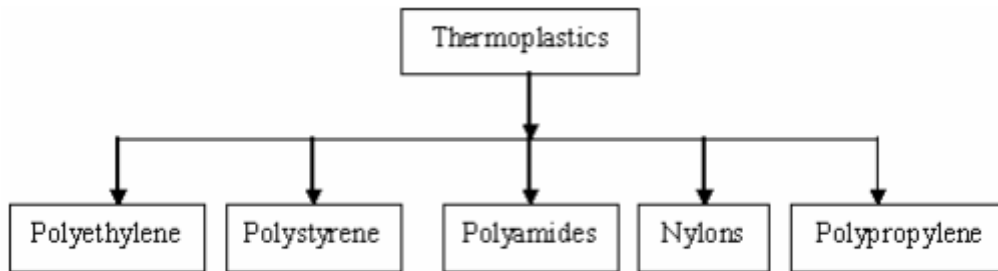 Thermoplastics
Polyethylene
Polystyrene
Polyamides
Nylons
Polypropylene